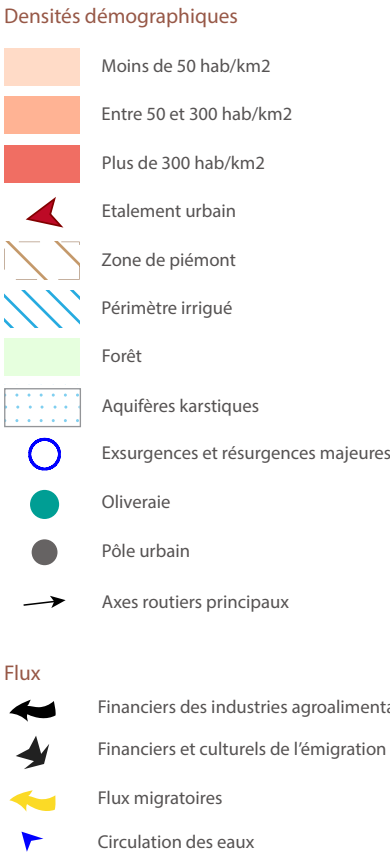 Densités démographiques
Moins de 50 hab/km2
Entre 50 et 300 hab/km2
Plus de 300 hab/km2
Etalement urbain
Zone de piémont
Périmètre irrigué
Forêt
Aquifères karstiques
Exsurgences et résurgences majeures
Oliveraie
Pôle urbain
Axes routiers principaux
Flux
Financiers des industries
Financiers et culturels de l’émigration
Flux migratoires
Circulation des eaux